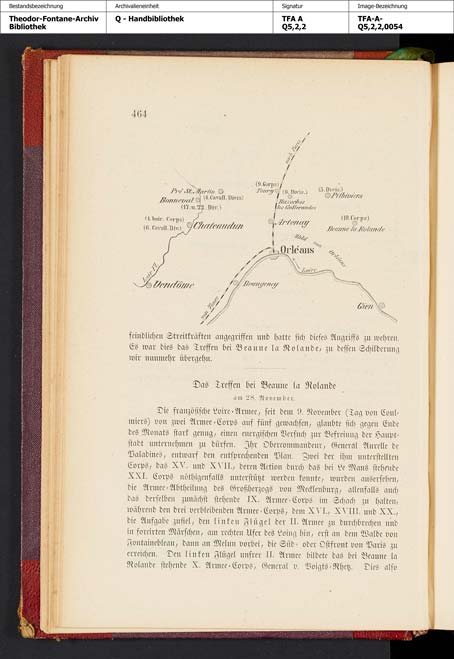 Bestandsbezeichnung
Archivalieneinheit
Signatur
Image-Bezeichnung
Theodor-Fontane-Archiv
Bibliothek
Q - Handbibliothek
TFA A
Q5,2,2
TFA-A-
Q5,2,2,0054
464
nach Paris
Pré St. Martin
(4. Cavall. Divis)
Bonneval
(17. u. 22. Div.)
(9. Corps)
Toury
(5. Divis.)
Pithiviers
(10. Corps)
Beaune la Rolande
Châteaudun
(6. Cavall. Div.)
Artenay
Wald von Orléans
Orléans
Loire
Loir Fl.
Vendôme
Beaugency
Gien
feindlichen Streitkräften angegriffen und hatte sich dieses Angriffs zu wehren
Es war dies das Treffen bei Beaune la Rolande, zu dessen Schilderung
wir nunmehr übergehn.
Das Treffen bei Beaune la Rolande
am 28. November.
Die französische Loire-Armee, seit dem 9. November (Tag von Coul-
miers) von zwei Armee-Corps auf fünf gewachsen, glaubte sich gegen Ende
des Monats stark genug, einen energischen Versuch zur Befreiung der Haupt-
stadt unternehmen zu dürfen. Ihr Obercommandeur, General Aurelle de
Paladines, entwarf den entsprechenden Plan. Zwei der ihm unterstellten
Corps, das XV. und XVII., deren Action durch das bei Le Mans stehende
XXI. Corps nöthigenfalls unterstützt werden konnte, wurden ausersehen,
die Armee-Abtheilung des Großherzogs von Mecklenburg, allenfalls auch
das derselben zunächst stehende IX. Armee-Corps im Schach zu halten,
während den drei verbleibenden Armee-Corps, dem XVI., XVIII. und XX.,
die Aufgabe zufiel, den linken Flügel der II. Armee zu durchbrechen und
in forcirten Märschen, am rechten Ufer des Loing hin, erst an dem Walde von
Fontainebleau, dann an Melun vorbei, die Süd- oder Ostfront von Paris zu
erreichen. Den linken Flügel unsrer II. Armee bildete das bei Beaune la
Rolande stehende X. Armee-Corps, General v. Voigts-Rhetz. Dies also